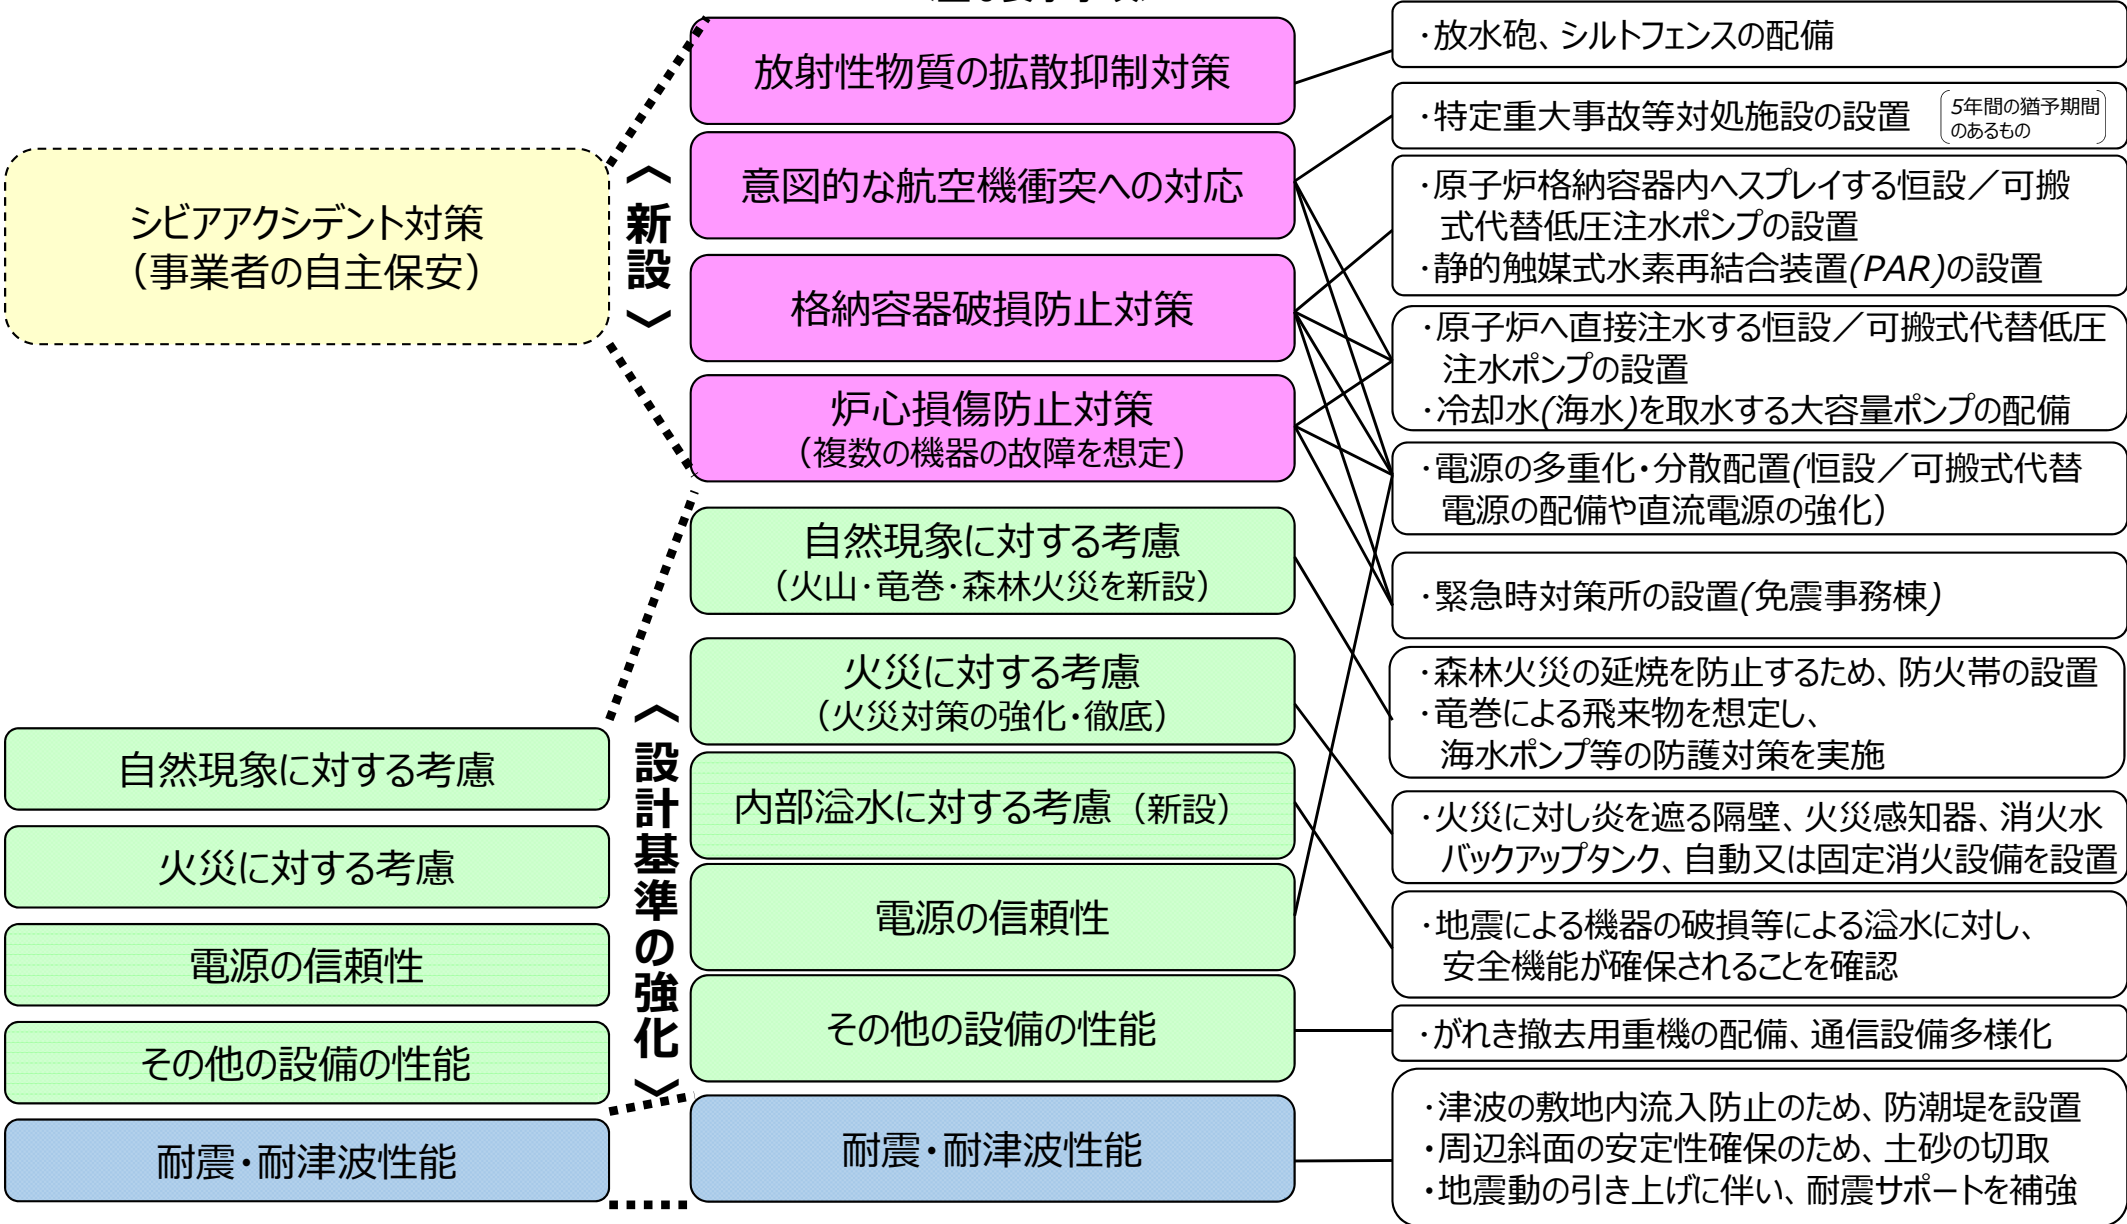 シビアアクシデント対策
（事業者の自主保安）
自然現象に対する考慮
火災に対する考慮
電源の信頼性
その他の設備の性能
耐震・耐津波性能
〈新設〉
〈設計基準の強化〉
放射性物質の拡散抑制対策
意図的な航空機衝突への対応
格納容器破損防止対策
炉心損傷防止対策
（複数の機器の故障を想定）
自然現象に対する考慮
（火山・竜巻・森林火災を新設）
火災に対する考慮
（火災対策の強化・徹底）
内部溢水に対する考慮（新設）
電源の信頼性
その他の設備の性能
耐震・耐津波性能
・放水砲、シルトフェンスの配備
・特定重大事故等対処施設の設置
5年間の猶予期間
のあるもの
・原子炉格納容器内へスプレイする恒設／可搬
式代替低圧注水ポンプの設置
・静的触媒式水素再結合装置(PAR)の設置
・原子炉へ直接注水する恒設／可搬式代替低圧
注水ポンプの設置
・冷却水(海水)を取水する大容量ポンプの配備
・電源の多重化・分散配置(恒設／可搬式代替
電源の配備や直流電源の強化）
・緊急時対策所の設置(免震事務棟)
・森林火災の延焼を防止するため、防火帯の設置
・竜巻による飛来物を想定し、
海水ポンプ等の防護対策を実施
・火災に対し炎を遮る隔壁、火災感知器、消火水
バックアップタンク、自動又は固定消火設備を設置
・地震による機器の破損等による溢水に対し、
安全機能が確保されることを確認
・がれき撤去用重機の配備、通信設備多様化
・津波の敷地内流入防止のため、防潮堤を設置
・周辺斜面の安定性確保のため、土砂の切取
・地震動の引き上げに伴い、耐震サポートを補強